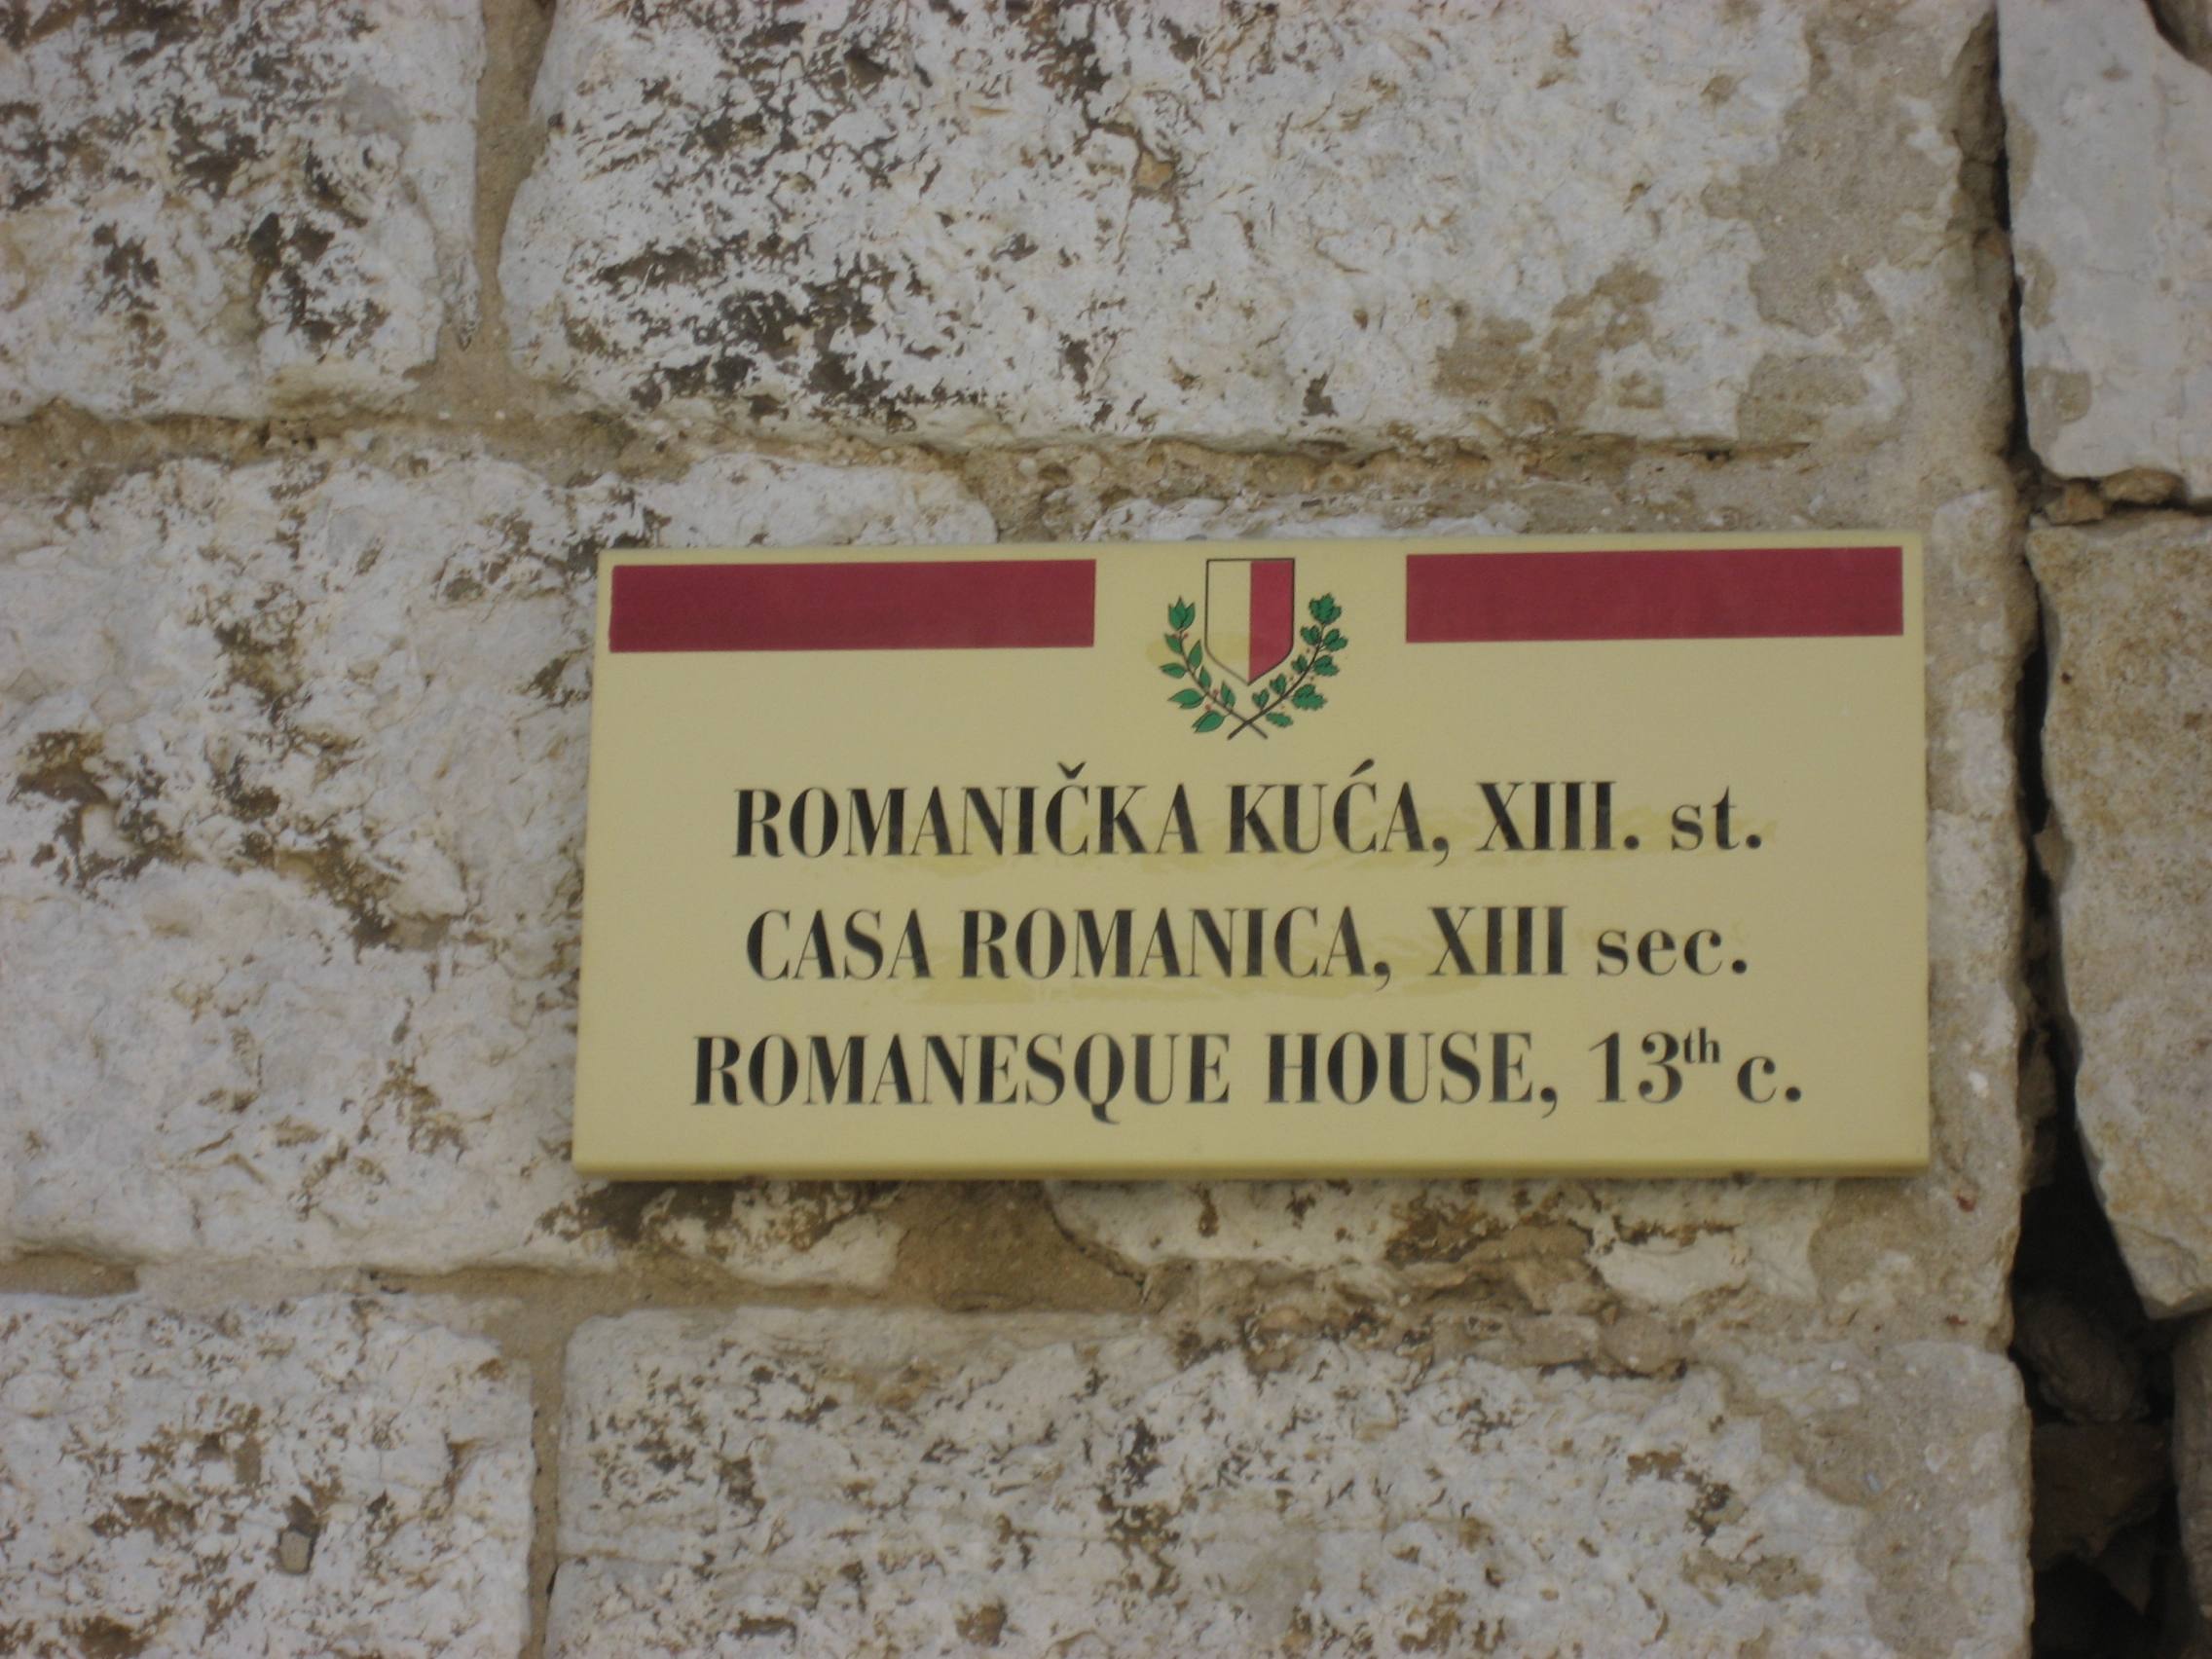 ROMANIČKA KUĆA, XIII. st.
CASA ROMANICA, XIII sec.
ROMANESQUE HOUSE, 13th c.